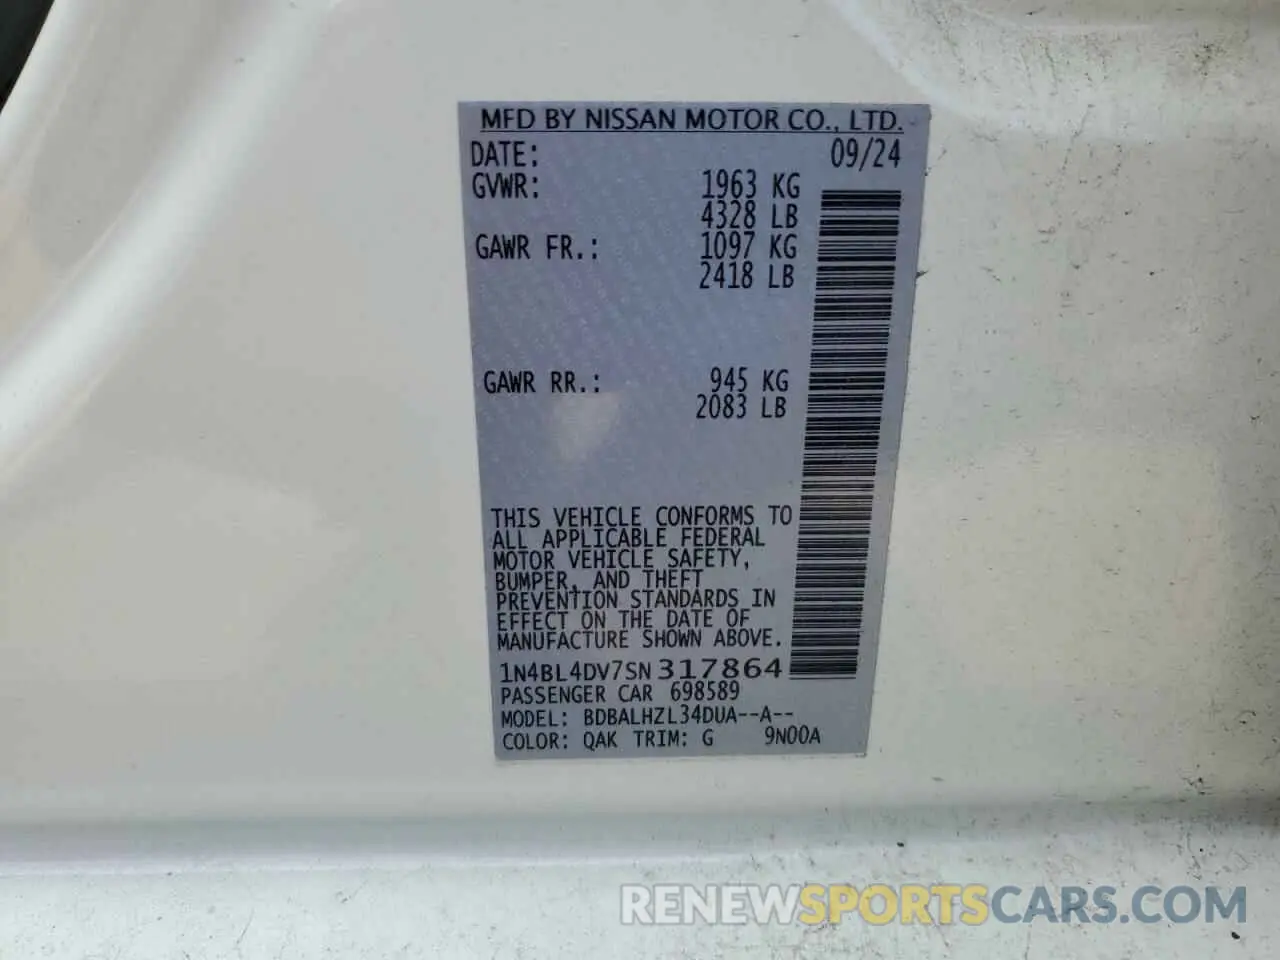 MFD BY NISSAN MOTOR CO., LTD.
DATE: 09/24
GVWR: 1963 KG
4328 LB
GAWR FR.: 1097 KG
2418 LB
GAWR RR.: 945 KG
2083 LB
THIS VEHICLE CONFORMS TO
ALL APPLICABLE FEDERAL
MOTOR VEHICLE SAFETY,
BUMPER, AND THEFT
PREVENTION STANDARDS IN
EFFECT ON THE DATE OF
MANUFACTURE SHOWN ABOVE.
1N4BL4DV7SN317864
PASSENGER CAR 698589
MODEL: BDBALHZL34DUA--A--
COLOR: QAK TRIM: G 9N00A
RENEWSPORTSCARS.COM